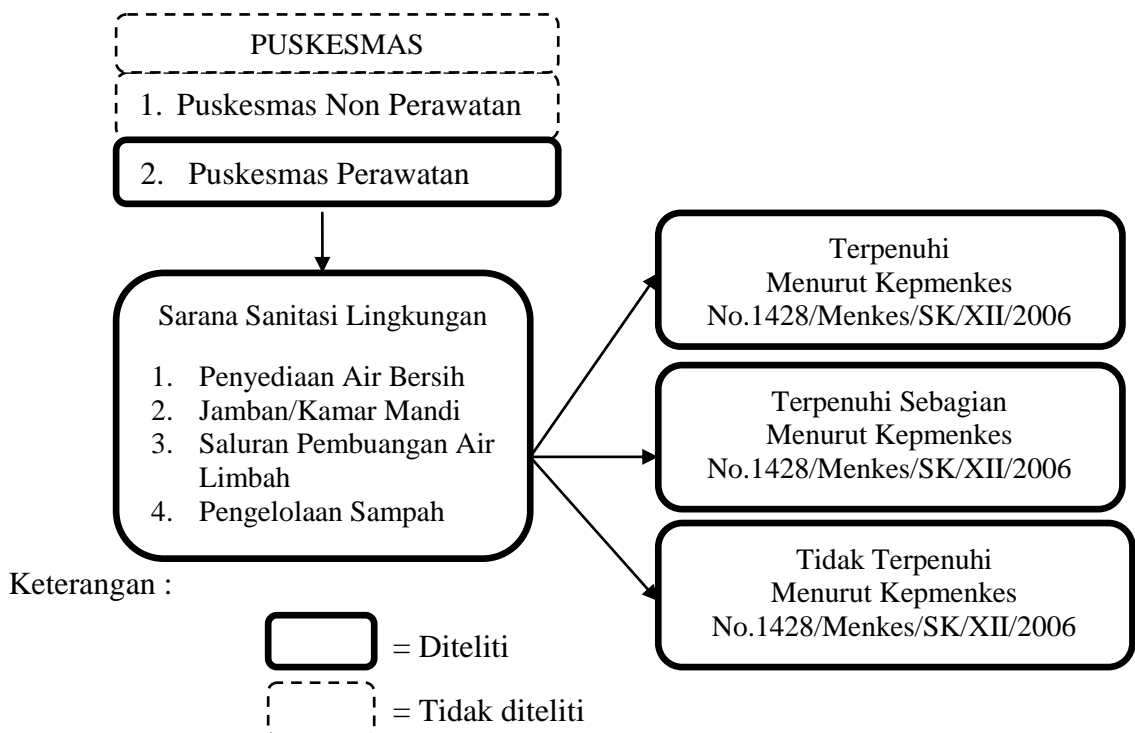 PUSKESMAS
1. Puskesmas Non Perawatan
2. Puskesmas Perawatan
Sarana Sanitasi Lingkungan
1. Penyediaan Air Bersih
2. Jamban/Kamar Mandi
3. Saluran Pembuangan Air
Limbah
4. Pengelolaan Sampah
Terpenuhi
Menurut Kepmenkes
No.1428/Menkes/SK/XII/2006
Terpenuhi Sebagian
Menurut Kepmenkes
No.1428/Menkes/SK/XII/2006
Tidak Terpenuhi
Menurut Kepmenkes
No.1428/Menkes/SK/XII/2006
Keterangan :
= Diteliti
= Tidak diteliti